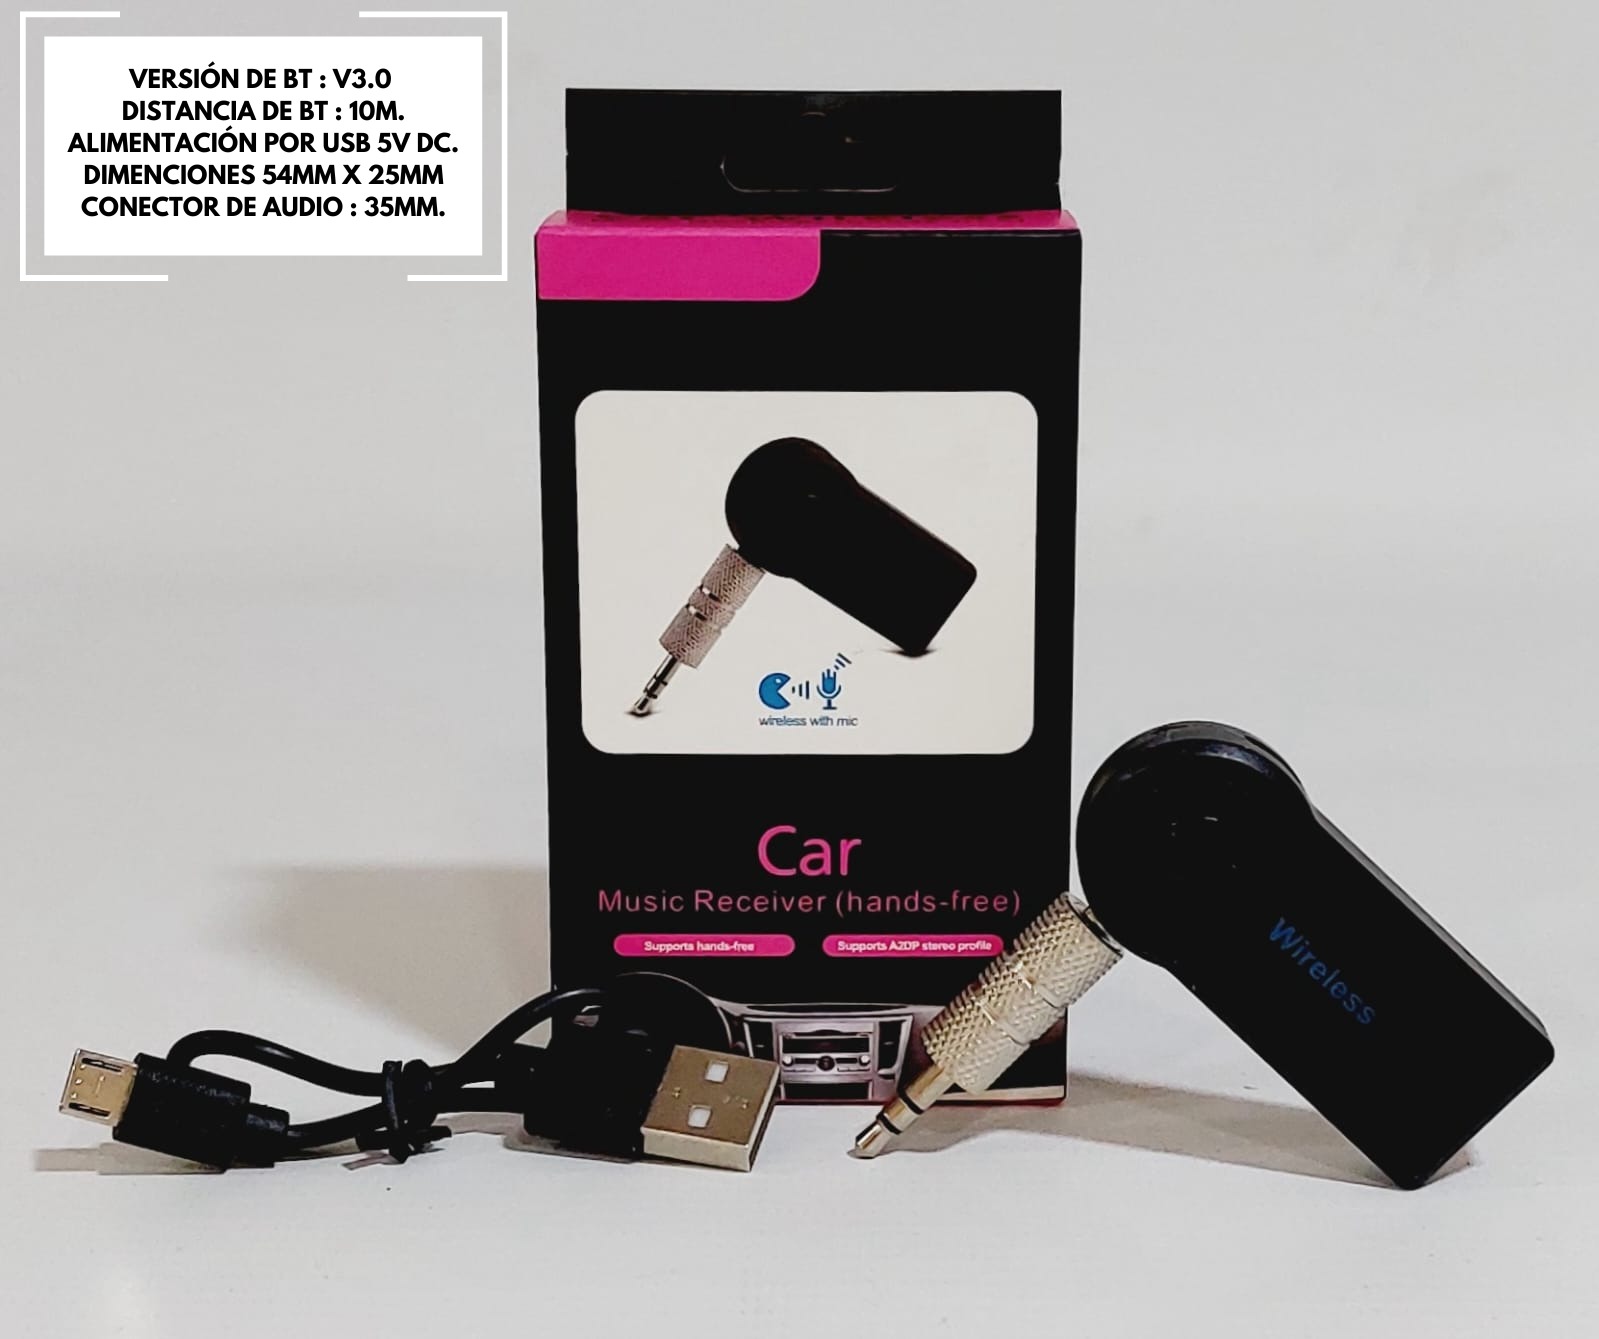 VERSIÓN DE BT : V3.0
DISTANCIA DE BT : 10M.
ALIMENTACIÓN POR USB 5V DC.
DIMENCIONES 54MM X 25MM
CONECTOR DE AUDIO : 35MM.
wireless with mic
Car
Music Receiver (hands-free)
Supports hands-free
Supports A2DP stereo profile
Wireless